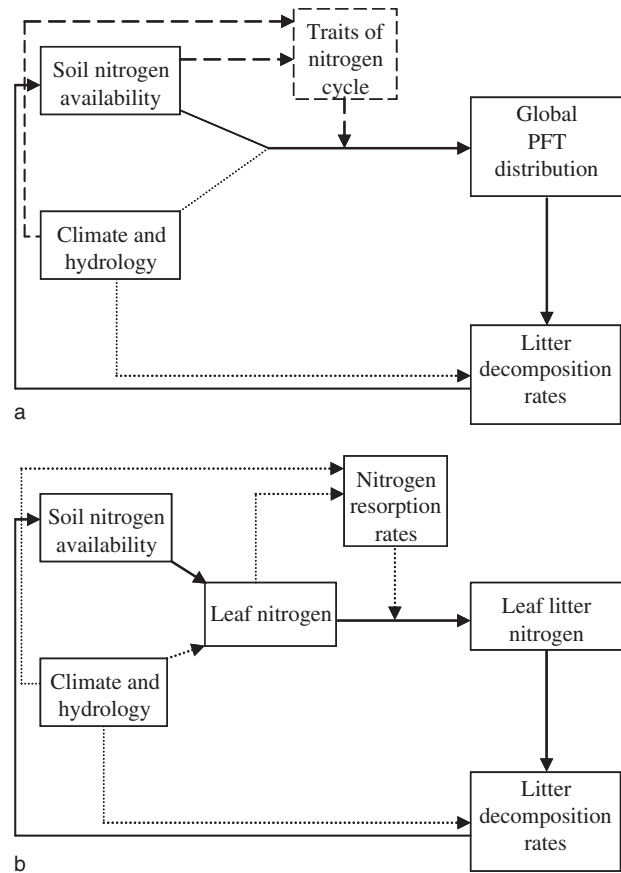 Traits of
nitrogen
cycle
Soil nitrogen
availability
Global
PFT
distribution
Climate and
hydrology
Litter
decomposition
rates
a
Nitrogen
resorption
rates
Soil nitrogen
availability
Leaf nitrogen
Leaf litter
nitrogen
Climate and
hydrology
Litter
decomposition
rates
b